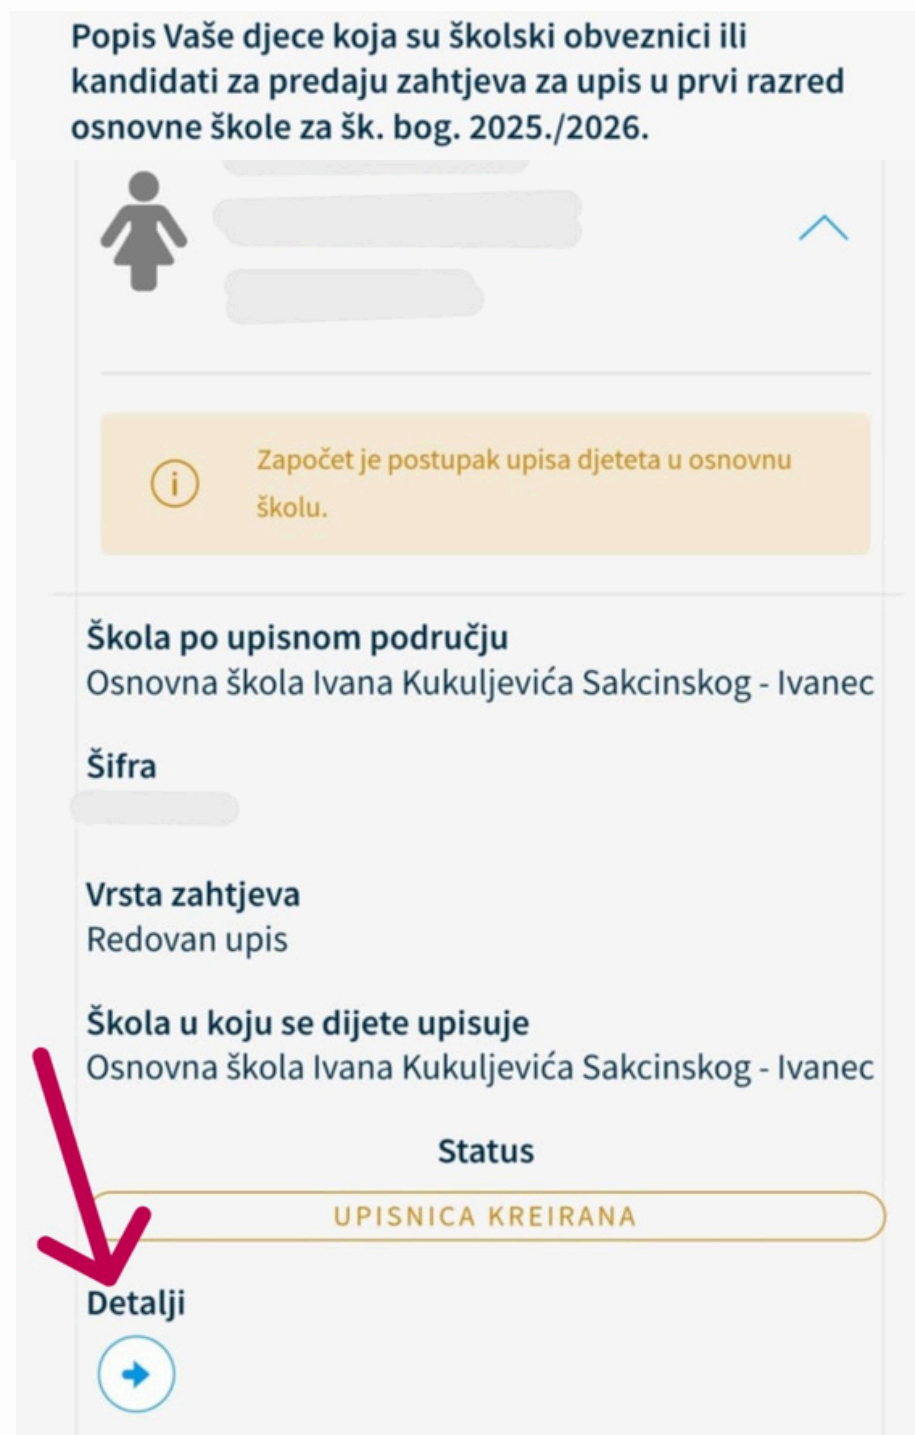 Popis Vaše djece koja su školski obveznici ili
kandidati za predaju zahtjeva za upis u prvi razred
osnovne škole za šk. bog. 2025./2026.
Započet je postupak upisa djeteta u osnovnu
školu.
Škola po upisnom području
Osnovna škola Ivana Kukuljevića Sakcinskog - Ivanec
Šifra
Vrsta zahtjeva
Redovan upis
Škola u koju se dijete upisuje
Osnovna škola Ivana Kukuljevića Sakcinskog - Ivanec
Status
UPISNICA KREIRANA
Detalji